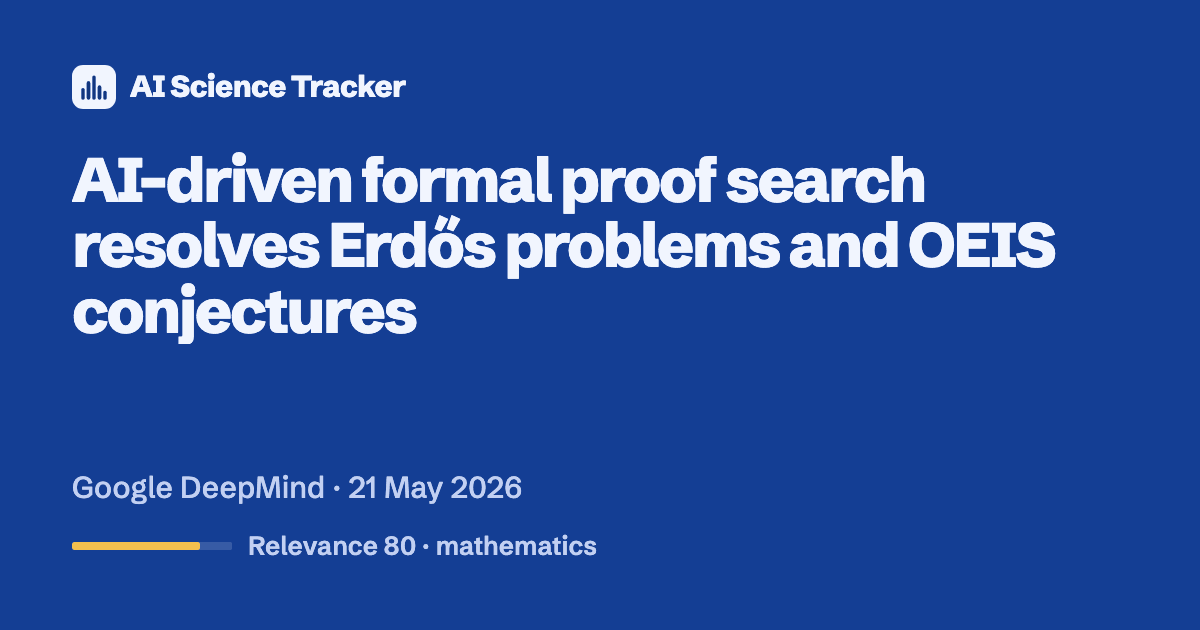 AI Science Tracker
AI-driven formal proof search
resolves Erdős problems and OEIS
conjectures
Google DeepMind · 21 May 2026
Relevance 80 · mathematics